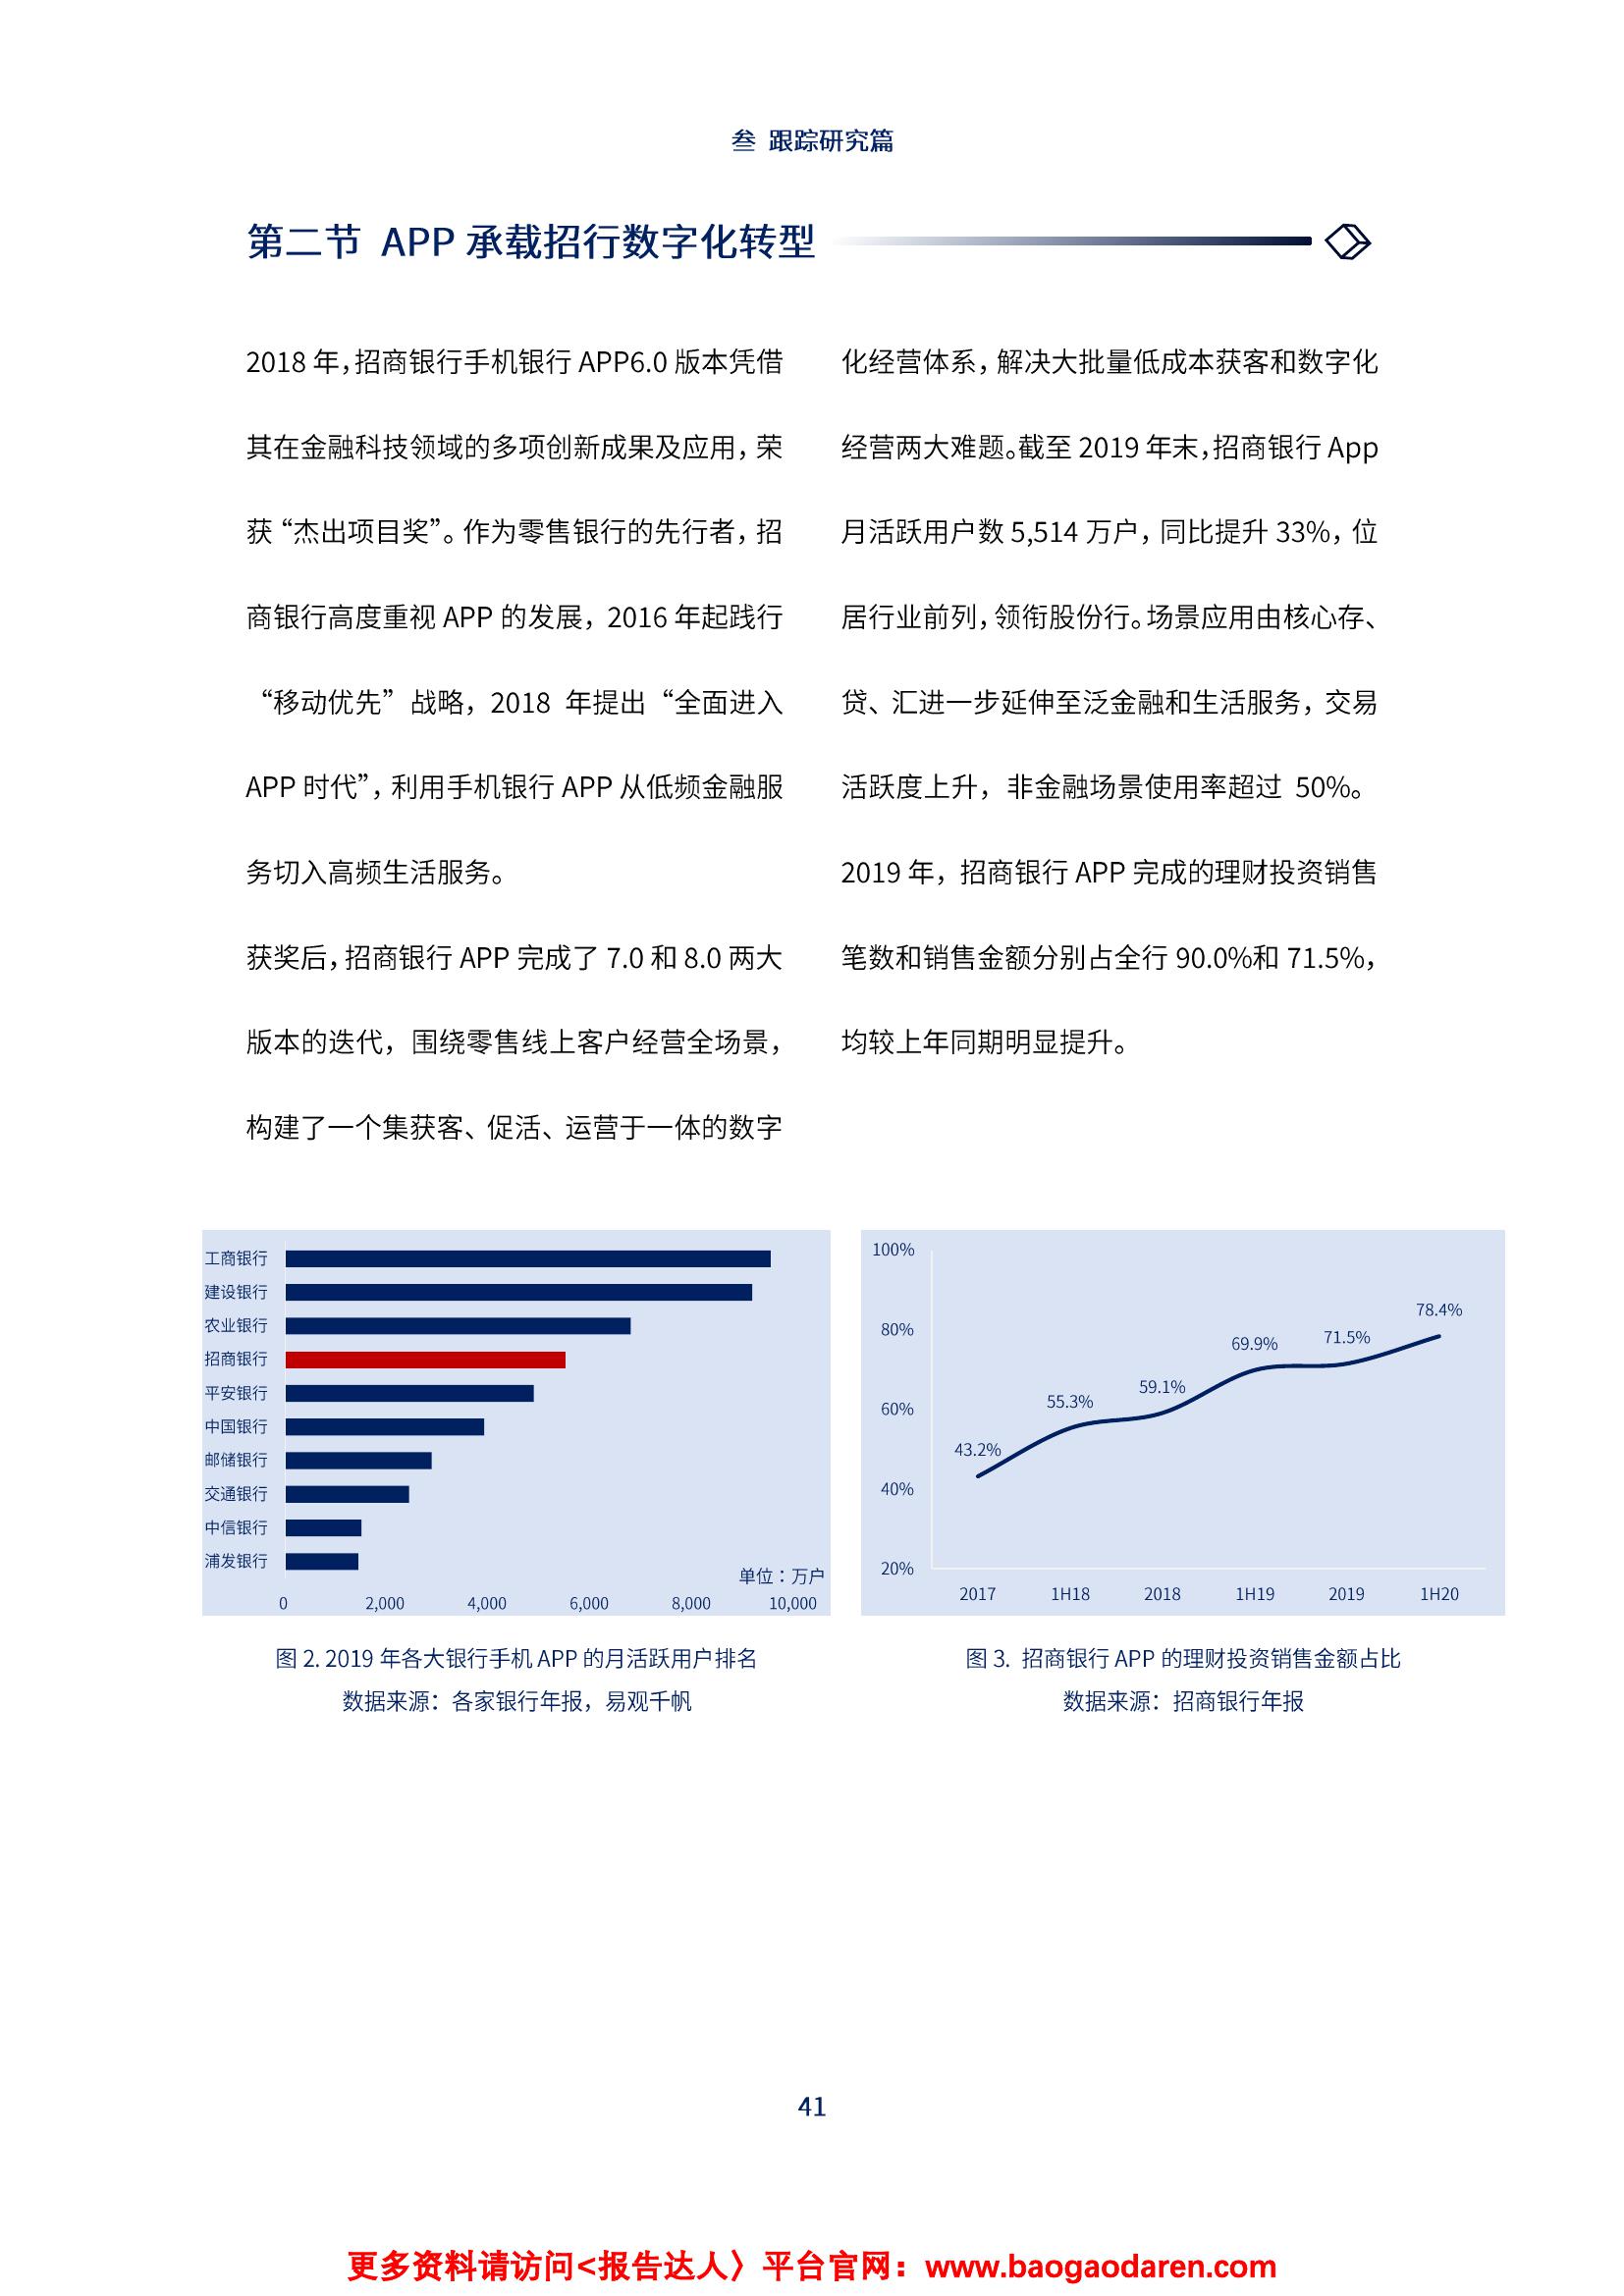 叁 跟踪研究篇
第二节 APP 承载招行数字化转型
2018 年，招商银行手机银行 APP6.0 版本凭借
其在金融科技领域的多项创新成果及应用，荣
获“杰出项目奖”。作为零售银行的先行者，招
商银行高度重视 APP 的发展，2016 年起践行
“移动优先”战略，2018 年提出“全面进入
APP 时代”，利用手机银行 APP 从低频金融服
务切入高频生活服务。
获奖后，招商银行 APP 完成了 7.0 和 8.0 两大
版本的迭代，围绕零售线上客户经营全场景，
构建了一个集获客、促活、运营于一体的数字
化经营体系，解决大批量低成本获客和数字化
经营两大难题。截至 2019 年末，招商银行 App
月活跃用户数 5,514 万户，同比提升 33%，位
居行业前列，领衔股份行。场景应用由核心存、
贷、汇进一步延伸至泛金融和生活服务，交易
活跃度上升，非金融场景使用率超过 50%。
2019 年，招商银行 APP 完成的理财投资销售
笔数和销售金额分别占全行 90.0%和 71.5%，
均较上年同期明显提升。
工商银行
建设银行
农业银行
招商银行
平安银行
中国银行
邮储银行
交通银行
中信银行
浦发银行
单位：万户
0 2,000 4,000 6,000 8,000 10,000
图 2. 2019 年各大银行手机 APP 的月活跃用户排名
数据来源：各家银行年报，易观千帆
100%
80%
60%
40%
20%
43.2%
55.3%
59.1%
69.9%
71.5%
78.4%
2017 1H18 2018 1H19 2019 1H20
图 3. 招商银行 APP 的理财投资销售金额占比
数据来源：招商银行年报
41
更多资料请访问<报告达人〉平台官网：www.baogaodaren.com